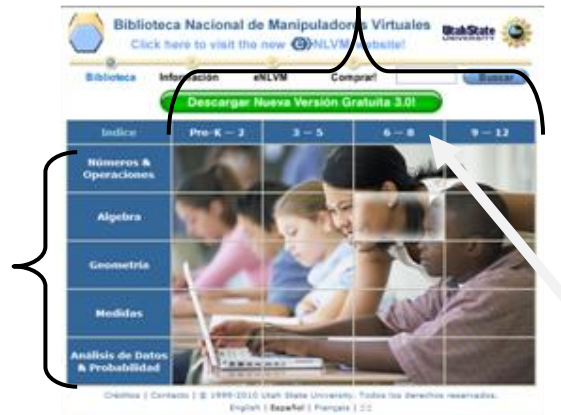 Biblioteca Nacional de Manipuladores Virtuales
UtahState
UNIVERSITY
Click here to visit the new eNLVM website!
Biblioteca Información eNLVM Comprar! Buscar
Descargar Nueva Versión Gratuita 3.0!
Indice Pre-K — 2 3 — 5 6 — 8 9 — 12
Números &
Operaciones
Algebra
Geometría
Medidas
Análisis de Datos
& Probabilidad
Créditos | Contacto | © 1999-2010 Utah State University. Todos los derechos reservados.
English | Español | Français |